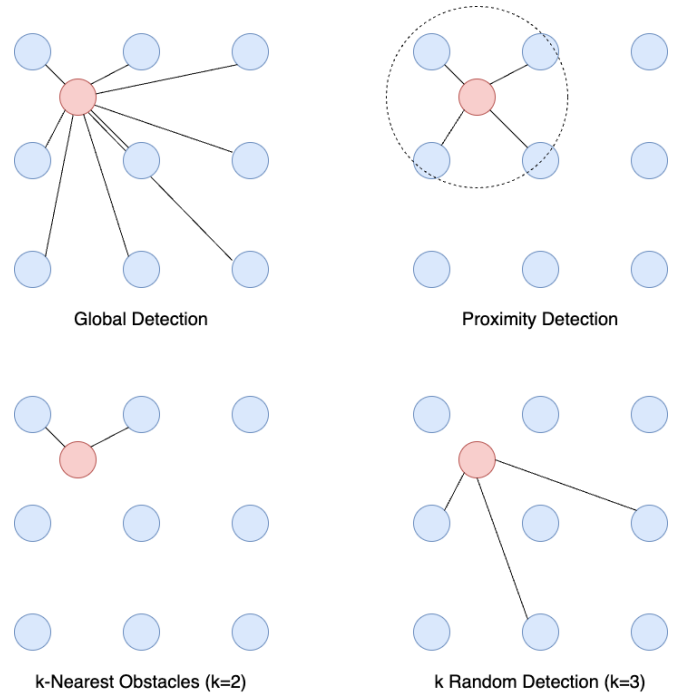 Global Detection
Proximity Detection
k-Nearest Obstacles (k=2)
k Random Detection (k=3)